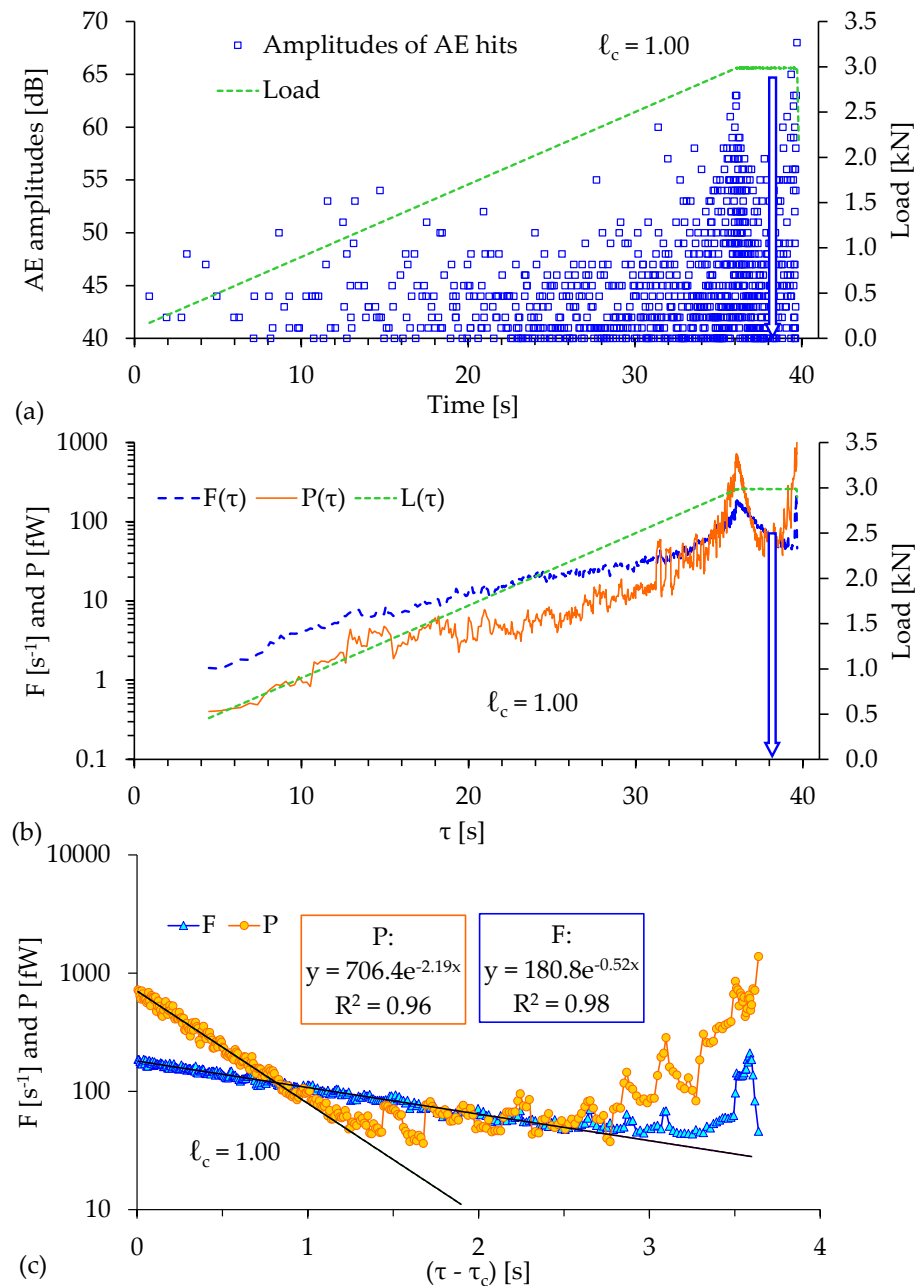 70
65
60
55
50
45
40
AE amplitudes [dB]
Amplitudes of AE hits
Load
ℓc = 1.00
3.5
3.0
2.5
2.0
1.5
1.0
0.5
0.0
Load [kN]
0 10 20 30 40
Time [s]
(a)
1000
100
10
1
0.1
F [s-1] and P [fW]
F(τ) P(τ) L(τ)
ℓc = 1.00
3.5
3.0
2.5
2.0
1.5
1.0
0.5
0.0
Load [kN]
0 10 20 30 40
τ [s]
(b)
10000
1000
100
10
F [s-1] and P [fW]
F P
P:
y = 706.4e-2.19x
R2 = 0.96
F:
y = 180.8e-0.52x
R2 = 0.98
ℓc = 1.00
0 1 2 3 4
(τ - τc) [s]
(c)